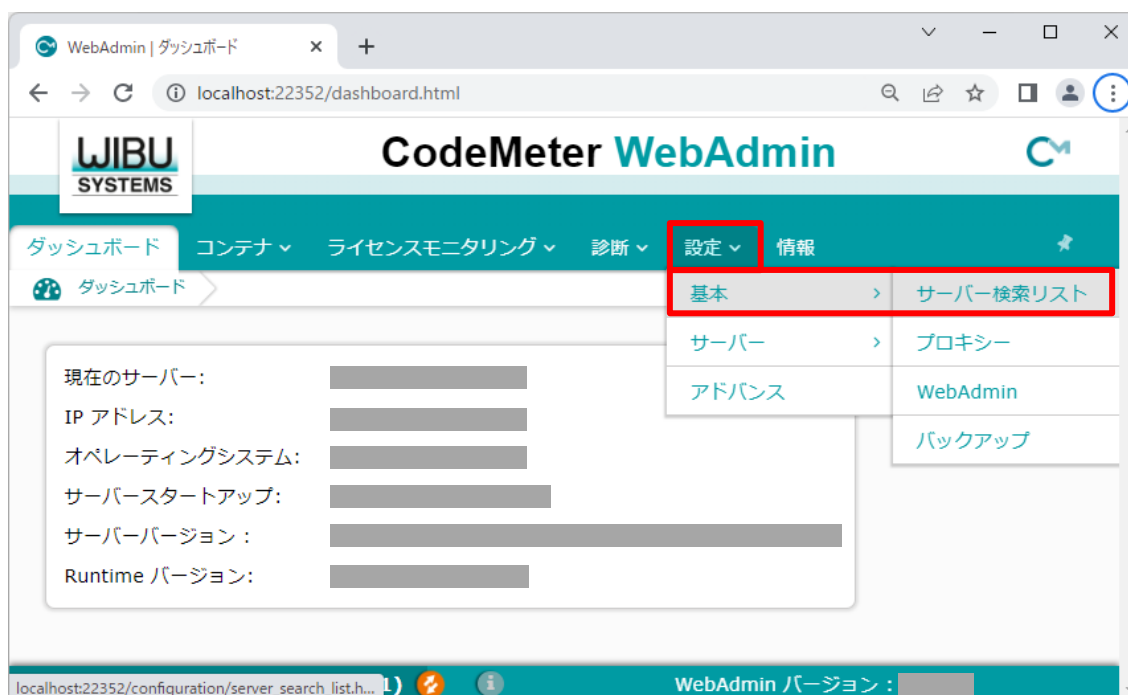 WebAdmin | ダッシュボード
localhost:22352/dashboard.html
WIBU
SYSTEMS
CodeMeter WebAdmin
ダッシュボード コンテナ ライセンスモニタリング 診断 設定 情報
ダッシュボード
基本 サーバー検索リスト
サーバー プロキシー
アドバンス WebAdmin
バックアップ
現在のサーバー:
IP アドレス:
オペレーティングシステム:
サーバースタートアップ:
サーバーバージョン :
Runtime バージョン:
localhost:22352/configuration/server_search_list.h... 1) WebAdmin バージョン :